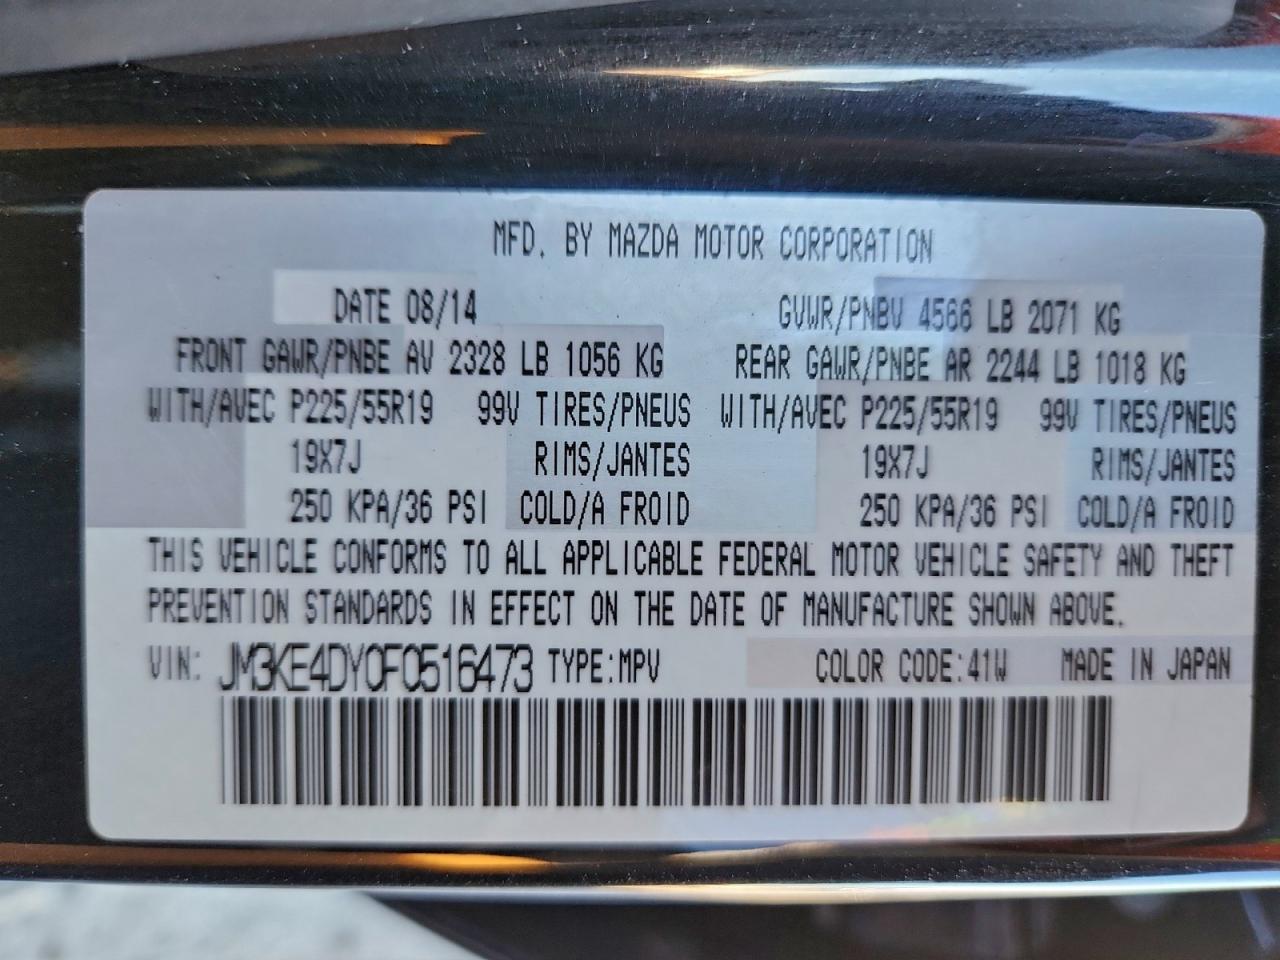 MFD. BY MAZDA MOTOR CORPORATION
DATE 08/14 GVWR/PNBV 4566 LB 2071 KG
FRONT GAWR/PNBE AV 2328 LB 1056 KG REAR GAWR/PNBE AR 2244 LB 1018 KG
WITH/AVEC P225/55R19 99V TIRES/PNEUS WITH/AVEC P225/55R19 99V TIRES/PNEUS
19X7J RIMS/JANTES 19X7J RIMS/JANTES
250 KPA/36 PSI COLD/A FROID 250 KPA/36 PSI COLD/A FROID
THIS VEHICLE CONFORMS TO ALL APPLICABLE FEDERAL MOTOR VEHICLE SAFETY AND THEFT
PREVENTION STANDARDS IN EFFECT ON THE DATE OF MANUFACTURE SHOWN ABOVE.
VIN: JM3KE4DY0F0516473 TYPE:MPV COLOR CODE:41W MADE IN JAPAN